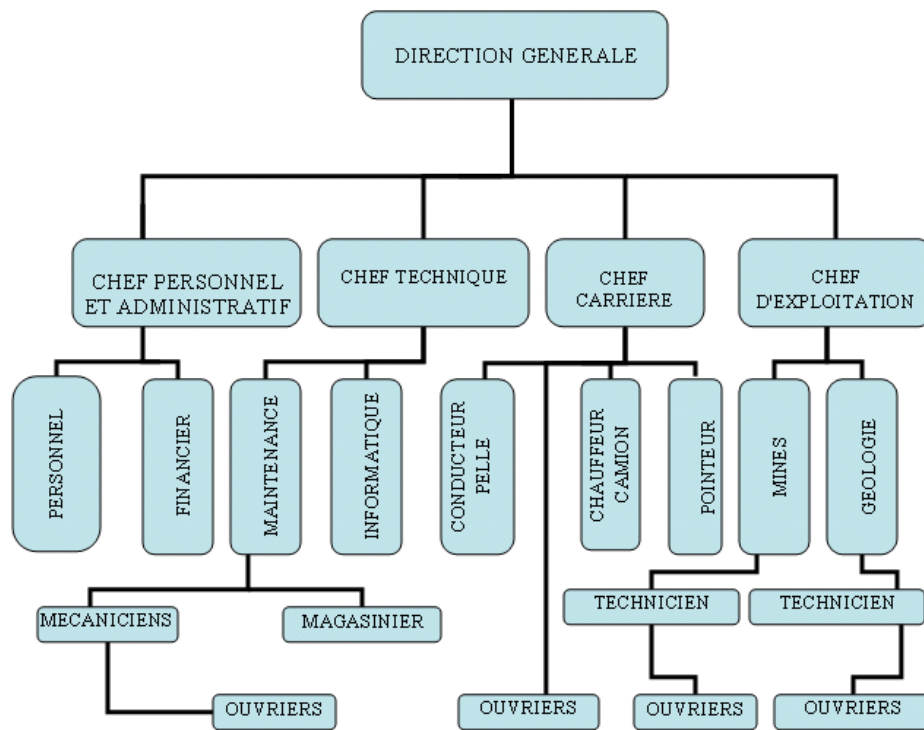 DIRECTION GENERALE
CHEF PERSONNEL
ET ADMINISTRATIF
CHEF TECHNIQUE
CHEF
CARRIERE
CHEF
D'EXPLOITATION
PERSONNEL
FINANCIER
MAINTENANCE
INFORMATIQUE
CONDUCTEUR
PELLE
CHAUFFEUR
CAMION
POINTEUR
MINES
GEOLOGIE
MECANICIENS
MAGASINIER
TECHNICIEN
TECHNICIEN
OUVRIERS
OUVRIERS
OUVRIERS
OUVRIERS